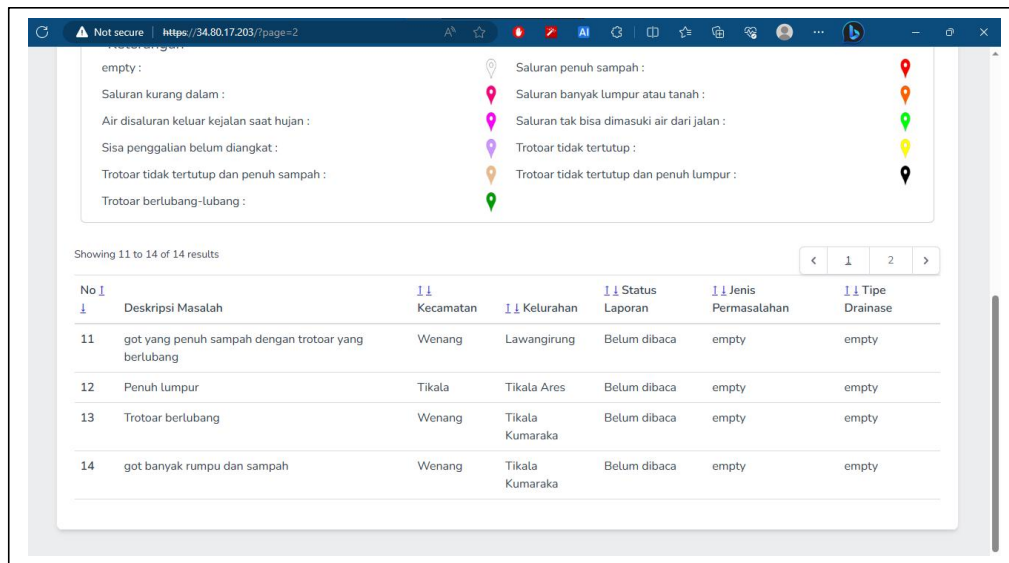 Not secure | https://34.80.17.203/?page=2
Keterangan
empty : Saluran penuh sampah :
Saluran kurang dalam : Saluran banyak lumpur atau tanah :
Air disaluran keluar kejalan saat hujan : Saluran tak bisa dimasuki air dari jalan :
Sisa penggalian belum diangkat : Trotoar tidak tertutup :
Trotoar tidak tertutup dan penuh sampah : Trotoar tidak tertutup dan penuh lumpur :
Trotoar berlubang-lubang :
Showing 11 to 14 of 14 results
< 1 2 >
No ↑↓ Deskripsi Masalah ↑↓ Kecamatan ↑↓ Kelurahan ↑↓ Status Laporan ↑↓ Jenis Permasalahan ↑↓ Tipe Drainase
11 got yang penuh sampah dengan trotoar yang berlubang Wenang Lawangirung Belum dibaca empty empty
12 Penuh lumpur Tikala Tikala Ares Belum dibaca empty empty
13 Trotoar berlubang Wenang Tikala Kumaraka Belum dibaca empty empty
14 got banyak rumpu dan sampah Wenang Tikala Kumaraka Belum dibaca empty empty